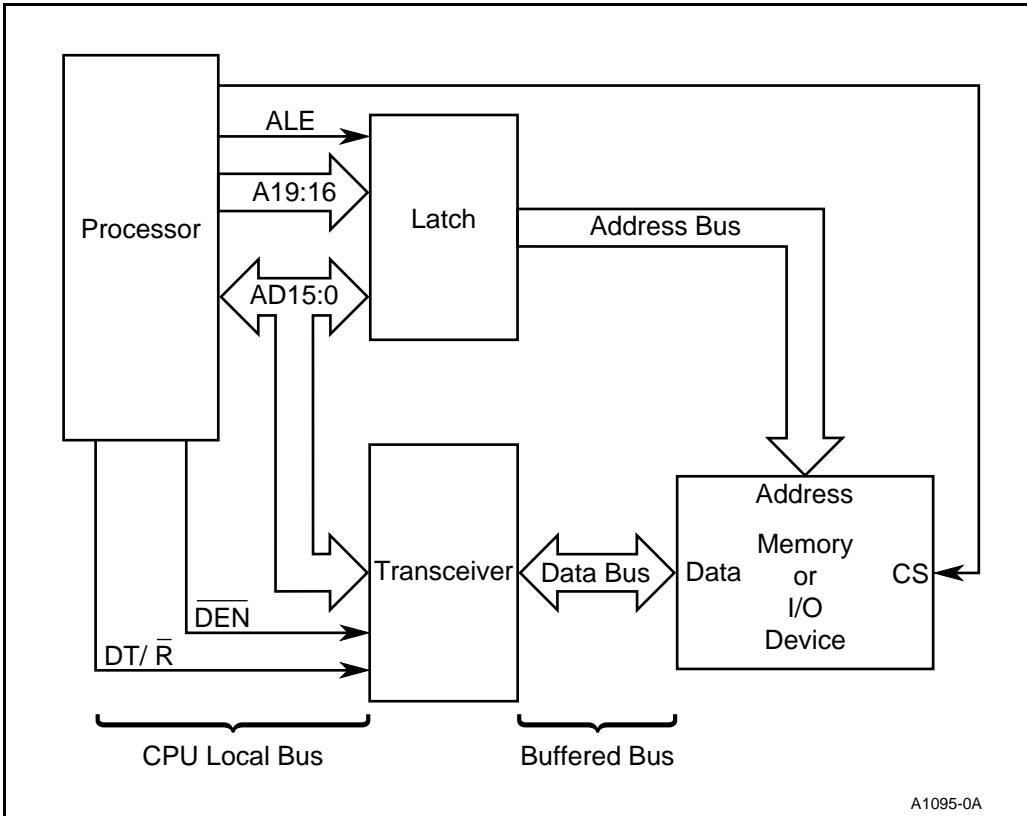 ALE
A19:16
Processor
Latch
Address Bus
AD15:0
Address
Transceiver
Data Bus
Data
Memory
or
I/O
Device
CS
D̅E̅N̅
DT/ R̅
CPU Local Bus
Buffered Bus
A1095-0A